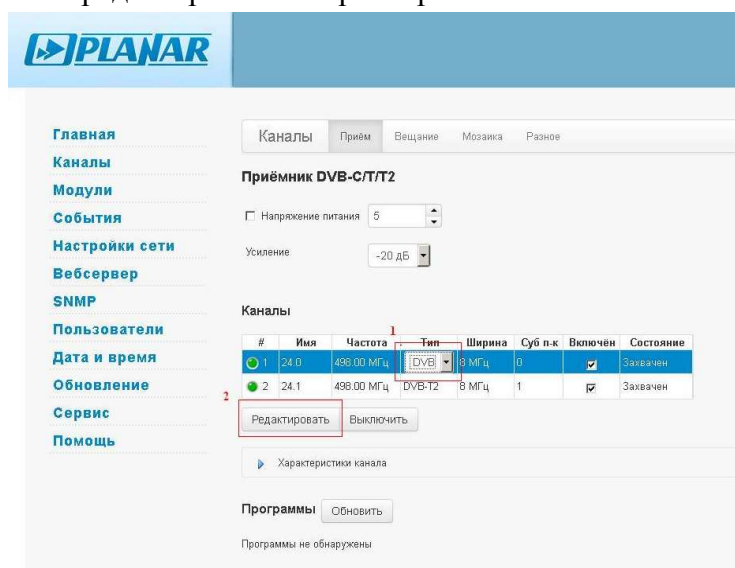 PLANAR
Главная
Каналы
Модули
События
Настройки сети
Вебсервер
SNMP
Пользователи
Дата и время
Обновление
Сервис
Помощь
Каналы Приём Вещание Мозаика Разное
Приёмник DVB-C/T/T2
Напряжение питания 5
Усиление -20 дБ
Каналы
1
# Имя Частота Тип Ширина Суб п-к Включён Состояние
1 24.0 498.00 МГц DVB 8 МГц 0 Захвачен
2 24.1 498.00 МГц DVB-T2 8 МГц 1 Захвачен
2
Редактировать Выключить
Характеристики канала
Программы Обновить
Программы не обнаружены